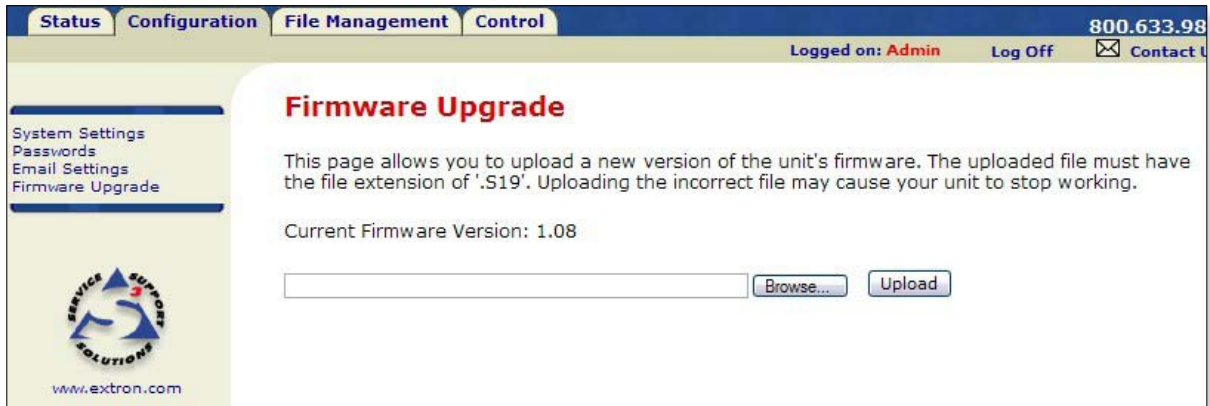 Status Configuration File Management Control
800.633.98
Logged on: Admin Log Off Contact U
System Settings
Passwords
Email Settings
Firmware Upgrade
Firmware Upgrade
This page allows you to upload a new version of the unit's firmware. The uploaded file must have
the file extension of '.S19'. Uploading the incorrect file may cause your unit to stop working.
Current Firmware Version: 1.08
Browse... Upload
SERVICE SUPPORT SOLUTIONS
3
www.extron.com